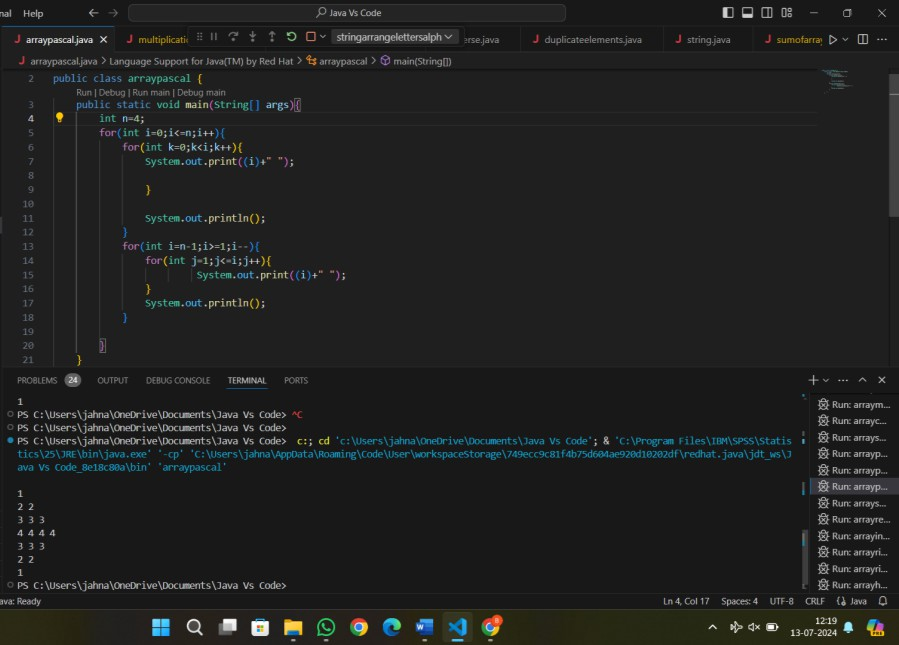 nal Help Java Vs Code
arraypascal.java multiplicatio stringarrangelettersalph erse.java duplicateelements.java string.java sumofarray
arraypascal.java > Language Support for Java(TM) by Red Hat > arraypascal > main(String[])
2 public class arraypascal {
Run | Debug | Run main | Debug main
3 public static void main(String[] args){
4 int n=4;
5 for(int i=0;i<=n;i++){
6 for(int k=0;k<i;k++){
7 System.out.print((i)+" ");
8
9 }
10
11 System.out.println();
12 }
13 for(int i=n-1;i>=1;i--){
14 for(int j=1;j<=i;j++){
15 System.out.print((i)+" ");
16 }
17 System.out.println();
18 }
19
20 }
21 }
PROBLEMS 24 OUTPUT DEBUG CONSOLE TERMINAL PORTS
1
PS C:\Users\jahna\OneDrive\Documents\Java Vs Code> ^C
PS C:\Users\jahna\OneDrive\Documents\Java Vs Code>
PS C:\Users\jahna\OneDrive\Documents\Java Vs Code> c:; cd 'c:\Users\jahna\OneDrive\Documents\Java Vs Code'; & 'C:\Program Files\IBM\SPSS\Statis
tics\25\JRE\bin\java.exe' '-cp' 'C:\Users\jahna\AppData\Roaming\Code\User\workspaceStorage\749ecc9c81f4b75d604ae920d10202df\redhat.java\jdt_ws\J
ava Vs Code_8e18c80a\bin' 'arraypascal'
1
2 2
3 3 3
4 4 4 4
3 3 3
2 2
1
PS C:\Users\jahna\OneDrive\Documents\Java Vs Code>
Run: arraym...
Run: arrayc...
Run: arrays...
Run: arrayp...
Run: arrayp...
Run: arrayp...
Run: arrays...
Run: arrayre...
Run: arrayin...
Run: arrayri...
Run: arrayri...
Run: arrayh...
ava: Ready Ln 4, Col 17 Spaces: 4 UTF-8 CRLF Java
8 12:19
13-07-2024